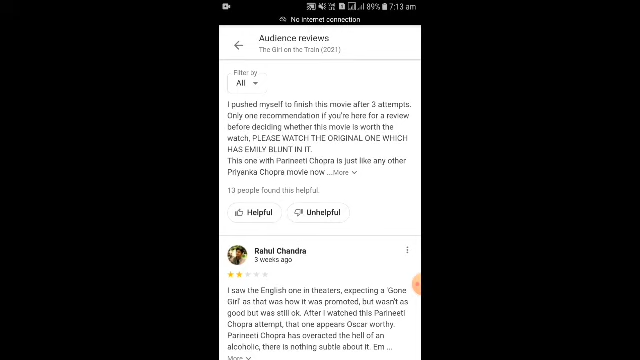 89% 7:13 am
No internet connection
Audience reviews
The Girl on the Train (2021)
Filter by
All
I pushed myself to finish this movie after 3 attempts.
Only one recommendation if you're here for a review
before deciding whether this movie is worth the
watch, PLEASE WATCH THE ORIGINAL ONE WHICH
HAS EMILY BLUNT IN IT.
This one with Parineeti Chopra is just like any other
Priyanka Chopra movie now ...More
13 people found this helpful.
Helpful Unhelpful
Rahul Chandra
3 weeks ago
I saw the English one in theaters, expecting a 'Gone
Girl' as that was how it was promoted, but wasn't as
good but was still ok. After I watched this Parineeti
Chopra attempt, that one appears Oscar worthy.
Parineeti Chopra has overacted the hell of an
alcoholic, there is nothing subtle about it. Em ...
More